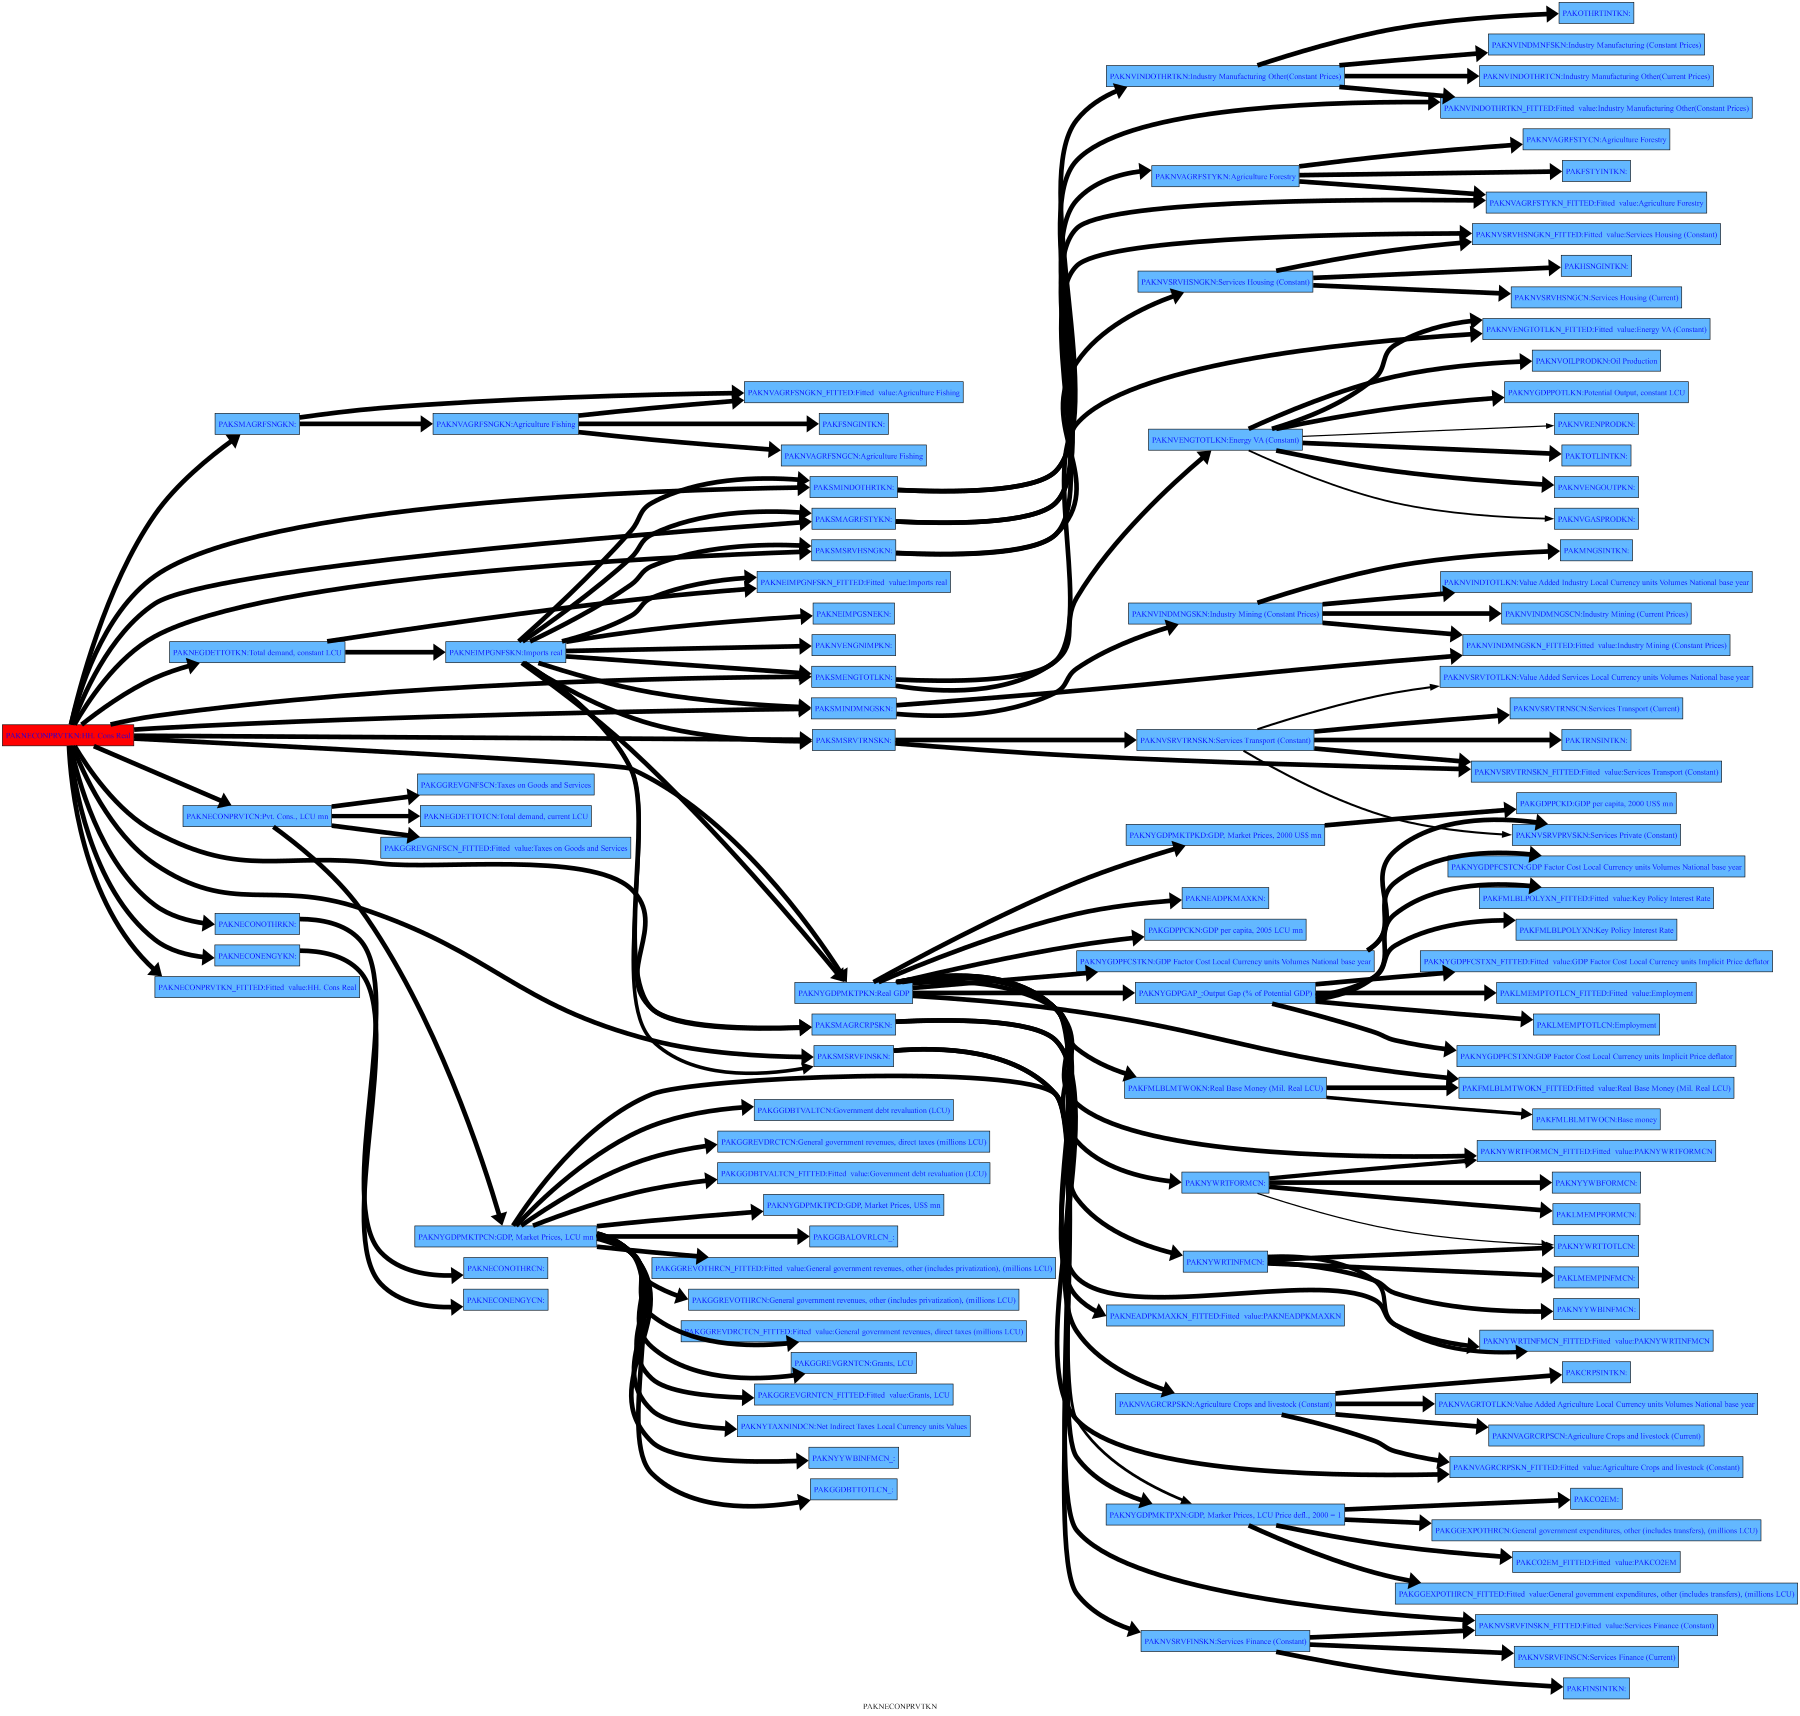 PAKOTHRTINTKN:
PAKNVINDMNFSKN:Industry Manufacturing (Constant Prices)
PAKNVINDOTHRTKN:Industry Manufacturing Other(Constant Prices)
PAKNVINDOTHRTCN:Industry Manufacturing Other(Current Prices)
PAKNVINDOTHRTKN_FITTED:Fitted value:Industry Manufacturing Other(Constant Prices)
PAKNVAGRFSTYCN:Agriculture Forestry
PAKNVAGRFSTYKN:Agriculture Forestry
PAKFSTYINTKN:
PAKNVAGRFSTYKN_FITTED:Fitted value:Agriculture Forestry
PAKNVSRVHSNGKN_FITTED:Fitted value:Services Housing (Constant)
PAKHSNGINTKN:
PAKNVSRVHSNGKN:Services Housing (Constant)
PAKNVSRVHSNGCN:Services Housing (Current)
PAKNVENGTOTLKN_FITTED:Fitted value:Energy VA (Constant)
PAKNVOILPRODKN:Oil Production
PAKNVAGRFSNGKN_FITTED:Fitted value:Agriculture Fishing
PAKNYGDPPOTLKN:Potential Output, constant LCU
PAKSMAGRFSNGKN:
PAKNVAGRFSNGKN:Agriculture Fishing
PAKFSNGINTKN:
PAKNVRENPRODKN:
PAKNVENGTOTLKN:Energy VA (Constant)
PAKNVAGRFSNGCN:Agriculture Fishing
PAKTOTLINTKN:
PAKSMINDOTHRTKN:
PAKNVENGOUTPKN:
PAKSMAGRFSTYKN:
PAKNVGASPRODKN:
PAKSMSRVHSNGKN:
PAKMNGSINTKN:
PAKNEIMPGNFSKN_FITTED:Fitted value:Imports real
PAKNVINDTOTLKN:Value Added Industry Local Currency units Volumes National base year
PAKNEIMPGSNEKN:
PAKNVINDMNGSKN:Industry Mining (Constant Prices)
PAKNVINDMNGSCN:Industry Mining (Current Prices)
PAKNEGDETTOTKN:Total demand, constant LCU
PAKNEIMPGNFSKN:Imports real
PAKNVENGNIMPKN:
PAKNVINDMNGSKN_FITTED:Fitted value:Industry Mining (Constant Prices)
PAKSMENGTOTLKN:
PAKNVSRVTOTLKN:Value Added Services Local Currency units Volumes National base year
PAKSMINDMNGSKN:
PAKNVSRVTRNSCN:Services Transport (Current)
PAKNECONPRVTKN:HH. Cons Real
PAKSMSRVTRNSKN:
PAKNVSRVTRNSKN:Services Transport (Constant)
PAKTRNSINTKN:
PAKNVSRVTRNSKN_FITTED:Fitted value:Services Transport (Constant)
PAKGGREVGNFSCN:Taxes on Goods and Services
PAKGDPPCKD:GDP per capita, 2000 US$ mn
PAKNECONPRVTCN:Pvt. Cons., LCU mn
PAKNEGDETTOTCN:Total demand, current LCU
PAKNYGDPMKTPKD:GDP, Market Prices, 2000 US$ mn
PAKNVSRVPRVSKN:Services Private (Constant)
PAKGGREVGNFSCN_FITTED:Fitted value:Taxes on Goods and Services
PAKNYGDPFCSTCN:GDP Factor Cost Local Currency units Volumes National base year
PAKNEADPKMAXKN:
PAKFMLBLPOLYXN_FITTED:Fitted value:Key Policy Interest Rate
PAKNECONOTHRKN:
PAKGDPPCKN:GDP per capita, 2005 LCU mn
PAKFMLBLPOLYXN:Key Policy Interest Rate
PAKNECONENGYKN:
PAKNYGDPFCSTKN:GDP Factor Cost Local Currency units Volumes National base year
PAKNYGDPFCSTXN_FITTED:Fitted value:GDP Factor Cost Local Currency units Implicit Price deflator
PAKNECONPRVTKN_FITTED:Fitted value:HH. Cons Real
PAKNYGDPMKTPKN:Real GDP
PAKNYGDPGAP_:Output Gap (% of Potential GDP)
PAKLMEMPTOTLCN_FITTED:Fitted value:Employment
PAKSMAGRCRPSKN:
PAKLMEMPTOTLCN:Employment
PAKSMSRVFINSKN:
PAKNYGDPFCSTXN:GDP Factor Cost Local Currency units Implicit Price deflator
PAKFMLBLMTWOKN:Real Base Money (Mil. Real LCU)
PAKFMLBLMTWOKN_FITTED:Fitted value:Real Base Money (Mil. Real LCU)
PAKGGDBTVALTCN:Government debt revaluation (LCU)
PAKFMLBLMTWOCN:Base money
PAKGGREVDRCTCN:General government revenues, direct taxes (millions LCU)
PAKNYWRTFORMCN_FITTED:Fitted value:PAKNYWRTFORMCN
PAKGGDBTVALTCN_FITTED:Fitted value:Government debt revaluation (LCU)
PAKNYWRTFORMCN:
PAKNYYWBFORMCN:
PAKNYGDPMKTPCD:GDP, Market Prices, US$ mn
PAKLMEMPFORMCN:
PAKNYGDPMKTPCN:GDP, Market Prices, LCU mn
PAKGGBALOVRLCN_:
PAKNYWRTTOTLCN:
PAKNYWRTINFMCN:
PAKNECONOTHRCN:
PAKGGREVOTHRCN_FITTED:Fitted value:General government revenues, other (includes privatization), (millions LCU)
PAKLMEMPINFMCN:
PAKNECONENGYCN:
PAKGGREVOTHRCN:General government revenues, other (includes privatization), (millions LCU)
PAKNEADPKMAXKN_FITTED:Fitted value:PAKNEADPKMAXKN
PAKNYYWBINFMCN:
PAKGGREVDRCTCN_FITTED:Fitted value:General government revenues, direct taxes (millions LCU)
PAKNYWRTINFMCN_FITTED:Fitted value:PAKNYWRTINFMCN
PAKGGREVGRNTCN:Grants, LCU
PAKCRPSINTKN:
PAKGGREVGRNTCN_FITTED:Fitted value:Grants, LCU
PAKNVAGRCRPSKN:Agriculture Crops and livestock (Constant)
PAKNVAGRTOTLKN:Value Added Agriculture Local Currency units Volumes National base year
PAKNYTAXNINDCN:Net Indirect Taxes Local Currency units Values
PAKNVAGRCRPSCN:Agriculture Crops and livestock (Current)
PAKNYYWBINFMCN_:
PAKNVAGRCRPSKN_FITTED:Fitted value:Agriculture Crops and livestock (Constant)
PAKGGDBTTOTLCN_:
PAKCO2EM:
PAKNYGDPMKTPXN:GDP, Marker Prices, LCU Price defl., 2000 = 1
PAKGGEXPOTHRCN:General government expenditures, other (includes transfers), (millions LCU)
PAKCO2EM_FITTED:Fitted value:PAKCO2EM
PAKGGEXPOTHRCN_FITTED:Fitted value:General government expenditures, other (includes transfers), (millions LCU)
PAKNVSRVFINSKN_FITTED:Fitted value:Services Finance (Constant)
PAKNVSRVFINSKN:Services Finance (Constant)
PAKNVSRVFINSCN:Services Finance (Current)
PAKFINSINTKN:
PAKNECONPRVTKN